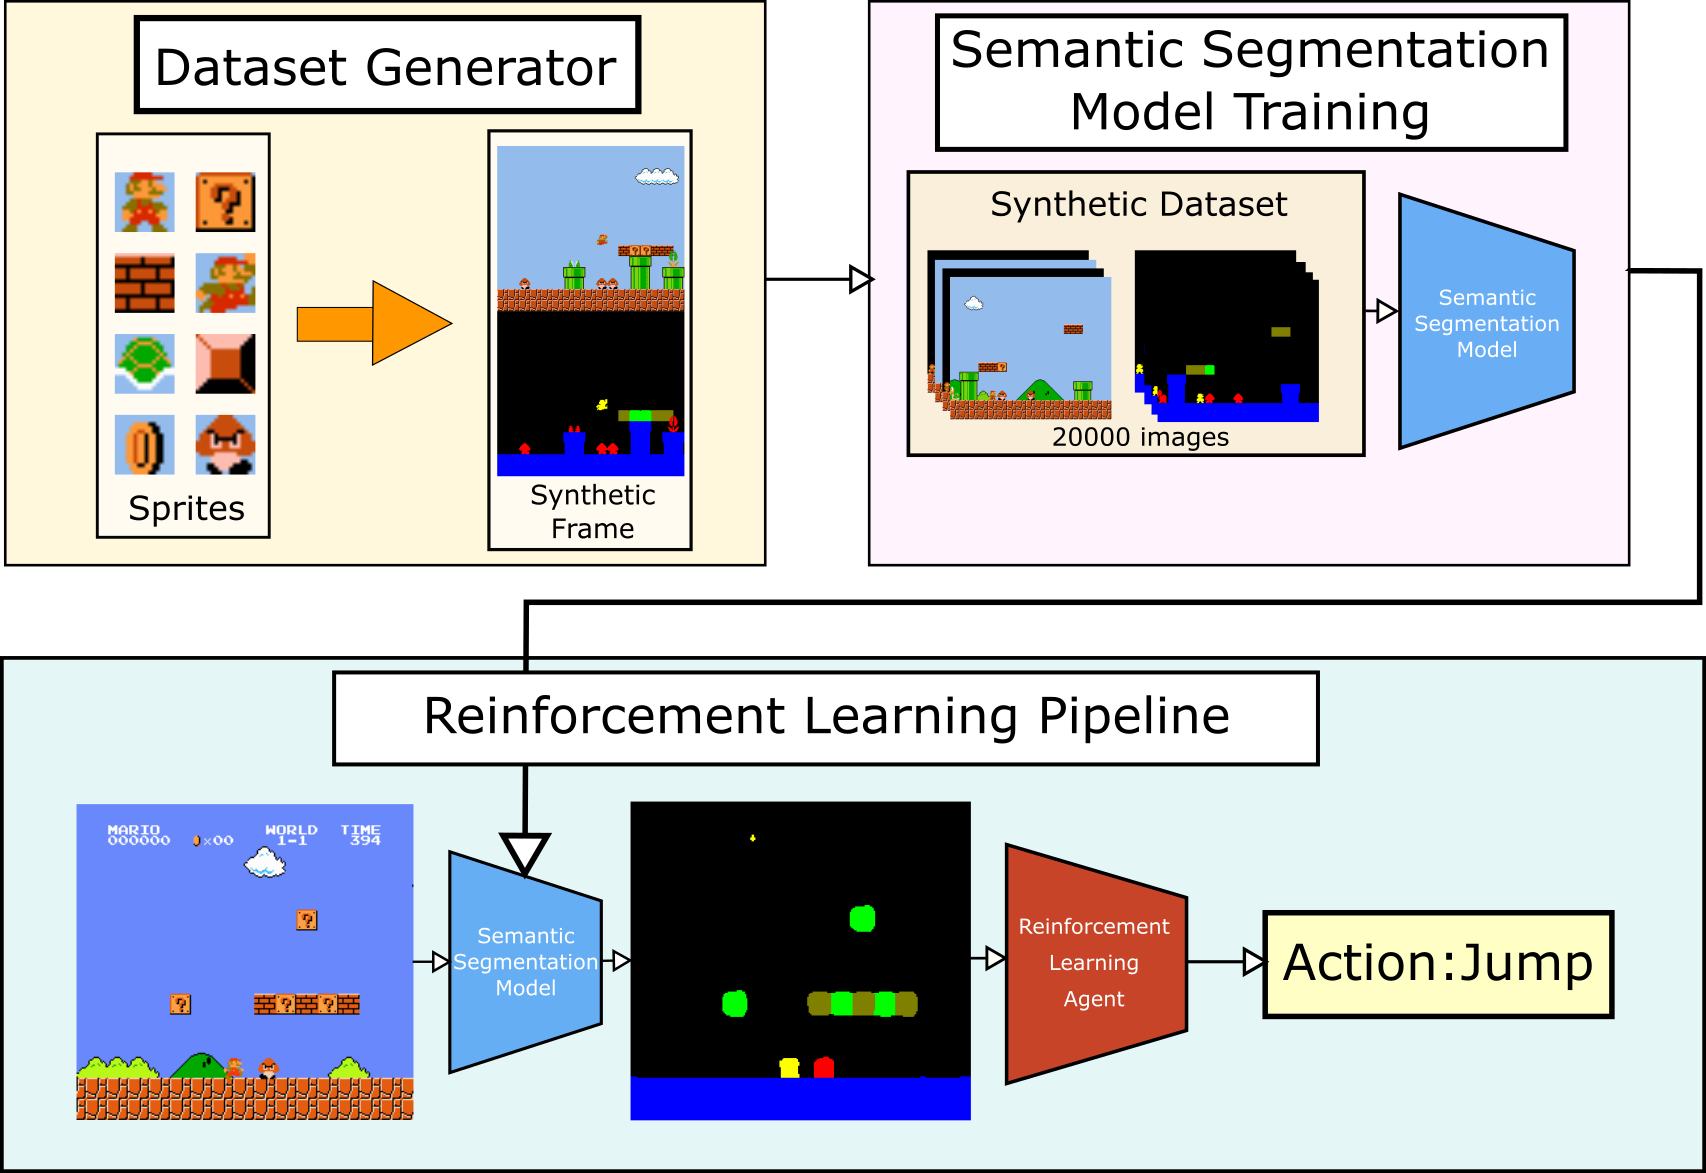 Dataset Generator
Sprites
Synthetic
Frame
Semantic Segmentation
Model Training
Synthetic Dataset
20000 images
Semantic
Segmentation
Model
Reinforcement Learning Pipeline
MARIO WORLD TIME
000000 ×00 1-1 394
Semantic
Segmentation
Model
Reinforcement
Learning
Agent
Action:Jump